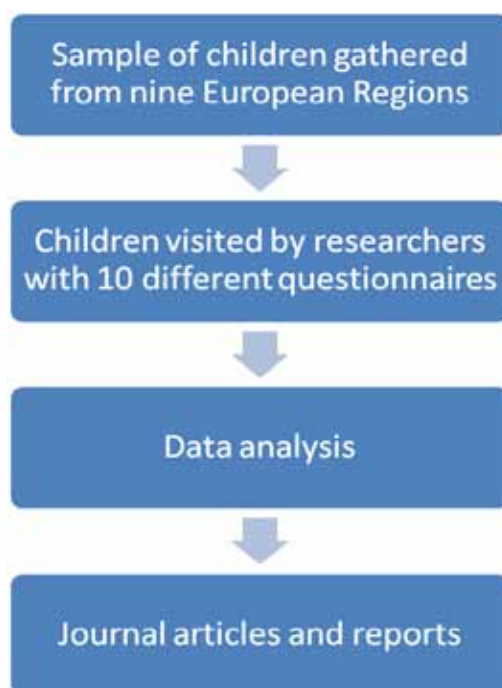 Sample of children gathered
from nine European Regions
Children visited by researchers
with 10 different questionnaires
Data analysis
Journal articles and reports